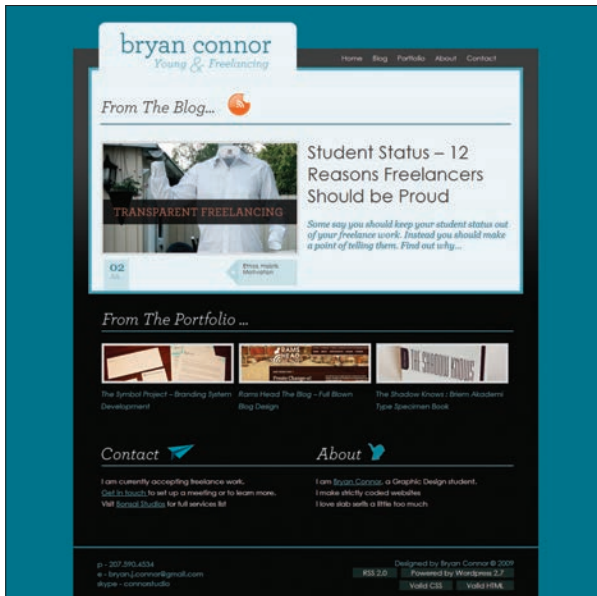 bryan connor
Young & Freelancing
Home Blog Portfolio About Contact
From The Blog...
Student Status – 12
Reasons Freelancers
Should be Proud
TRANSPARENT FREELANCING
Some say you should keep your student status out
of your freelance work. Instead you should make
a point of telling them. Find out why...
02
Motivation
From The Portfolio ...
RAMS
HEAD
THE SHADOW KNOWS
The Symbol Project – Branding System
Development
Rams Head The Blog – Full Blown
Blog Design
The Shadow Knows : Briem Akademi
Type Specimen Book
Contact
I am currently accepting freelance work.
Get in touch to set up a meeting or to learn more.
Visit Bonsai Studios for full services list
About
I am Bryan Connor, a Graphic Design student.
I make strictly coded websites
I love slab serifs a little too much
p - 207.590.4534
e - bryan.j.connor@gmail.com
skype - connorstudio
Designed by Bryan Connor © 2009
RSS 2.0 Powered by Wordpress 2.7
Valid CSS Valid HTML